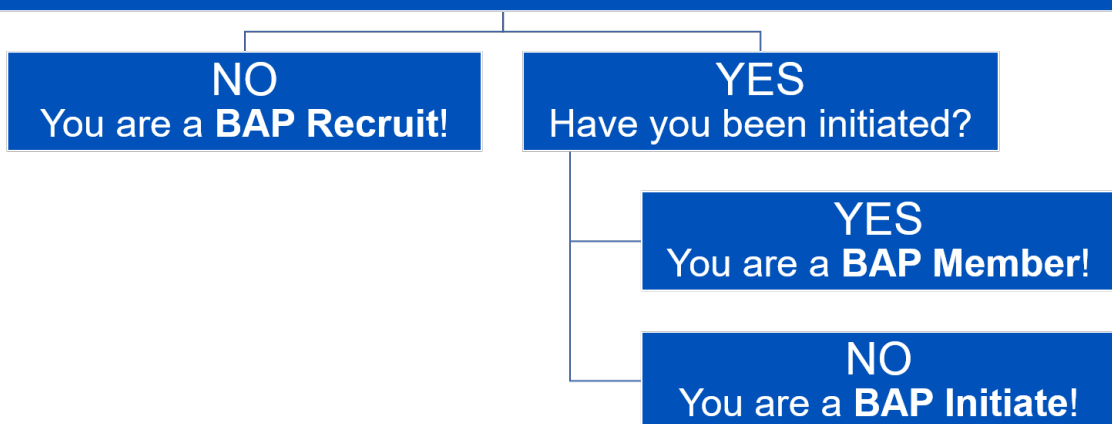 NO
You are a BAP Recruit!
YES
Have you been initiated?
YES
You are a BAP Member!
NO
You are a BAP Initiate!